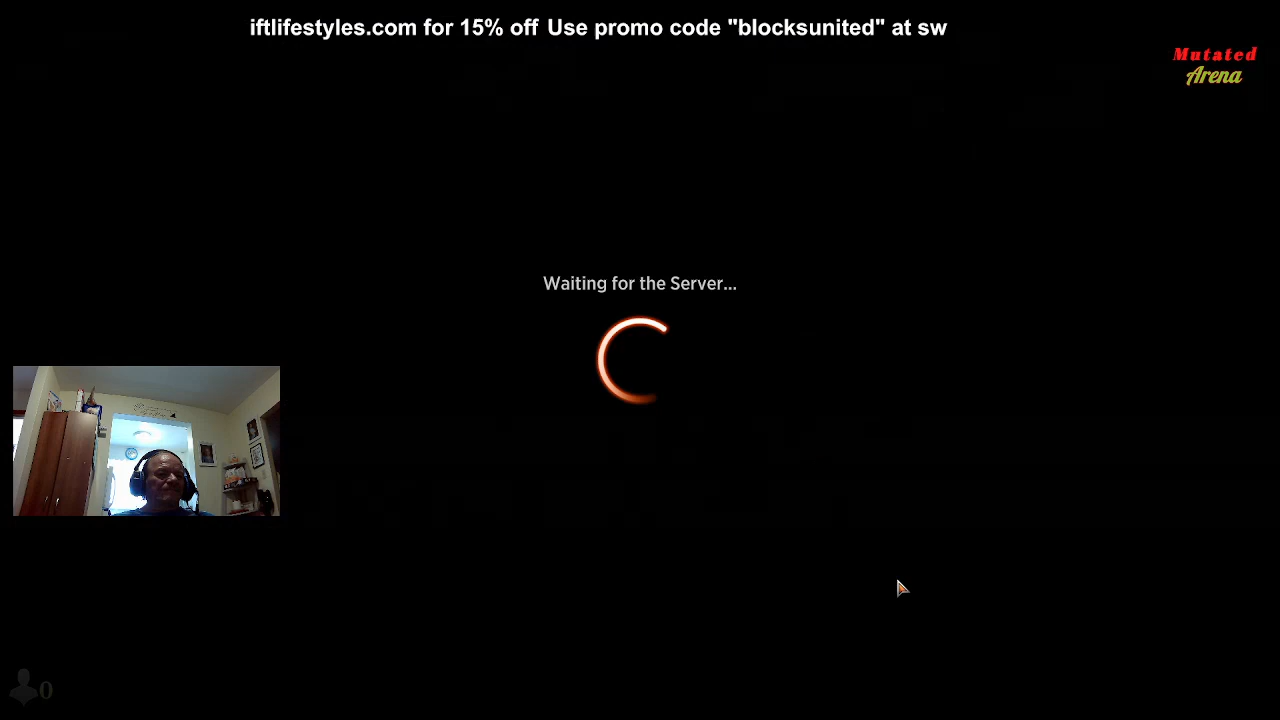 iftlifestyles.com for 15% off Use promo code "blocksunited" at sw
Mutated
Arena
Waiting for the Server...
0